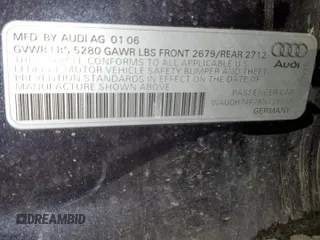 MFD BY AUDI AG 01 06
GVWR LBS 5280 GAWR LBS FRONT 2679/REAR 2712
THIS VEHICLE CONFORMS TO ALL APPLICABLE U.S.
FEDERAL MOTOR VEHICLE SAFETY BUMPER AND THEFT
PREVENTION STANDARDS IN EFFECT ON THE DATE OF
MANUFACTURE SHOWN ABOVE
Audi
PASSENGER CAR
GERMANY
DREAMBID